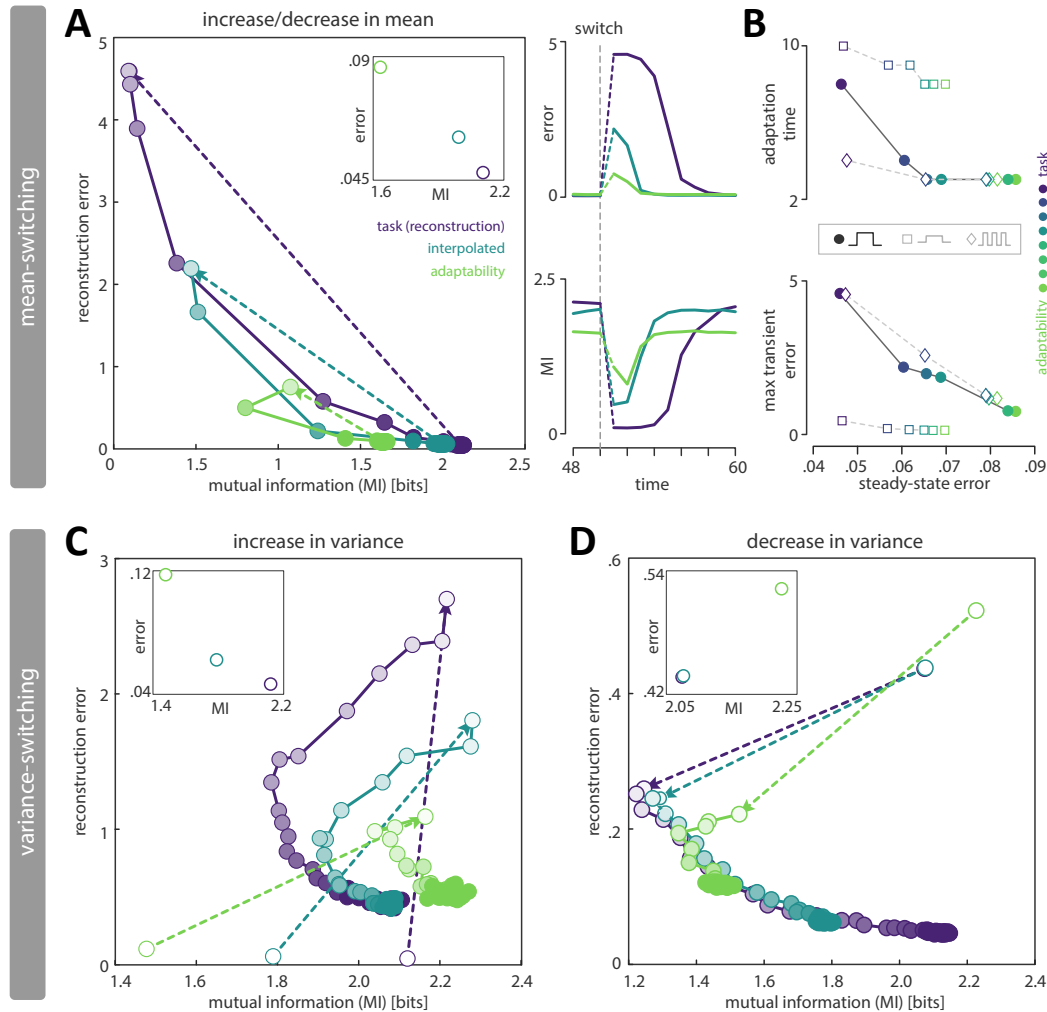 mean-switching
A
increase/decrease in mean
reconstruction error
5
4
3
2
1
0
0
1.5
1
1.5
2
2.5
mutual information (MI) [bits]
.09
error
.045
1.6
MI
2.2
task (reconstruction)
interpolated
adaptability
switch
error
5
0
MI
2.5
0
48
60
time
B
adaptation
time
10
2
max transient
error
5
0
.04
.05
.06
.07
.08
.09
steady-state error
task
adaptability
variance-switching
C
increase in variance
reconstruction error
3
2
1
0
1.4
1.6
1.8
2.0
2.2
2.4
mutual information (MI) [bits]
.12
error
.04
1.4
MI
2.2
D
decrease in variance
reconstruction error
.6
.4
.2
0
1.2
1.4
1.6
1.8
2.0
2.2
2.4
mutual information (MI) [bits]
.54
error
.42
2.05
MI
2.25